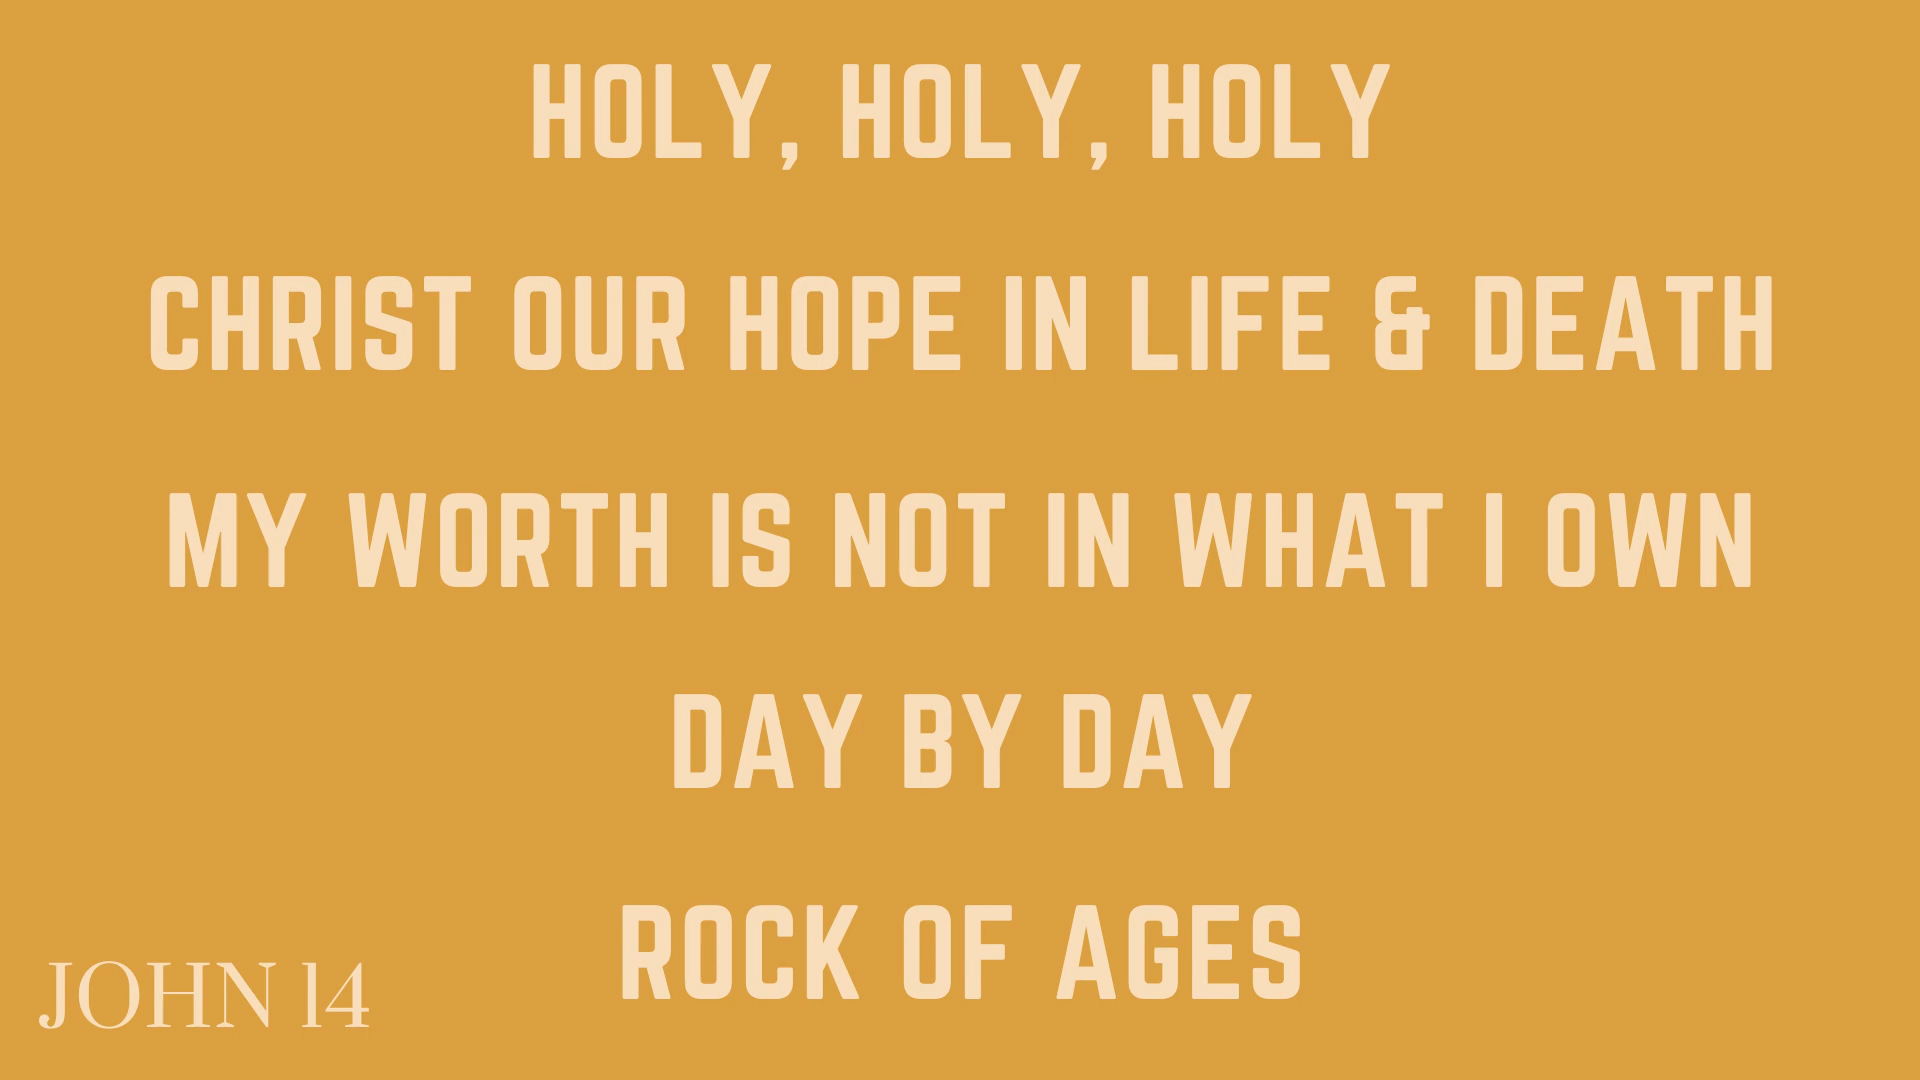 HOLY, HOLY, HOLY
CHRIST OUR HOPE IN LIFE & DEATH
MY WORTH IS NOT IN WHAT I OWN
DAY BY DAY
ROCK OF AGES
JOHN 14